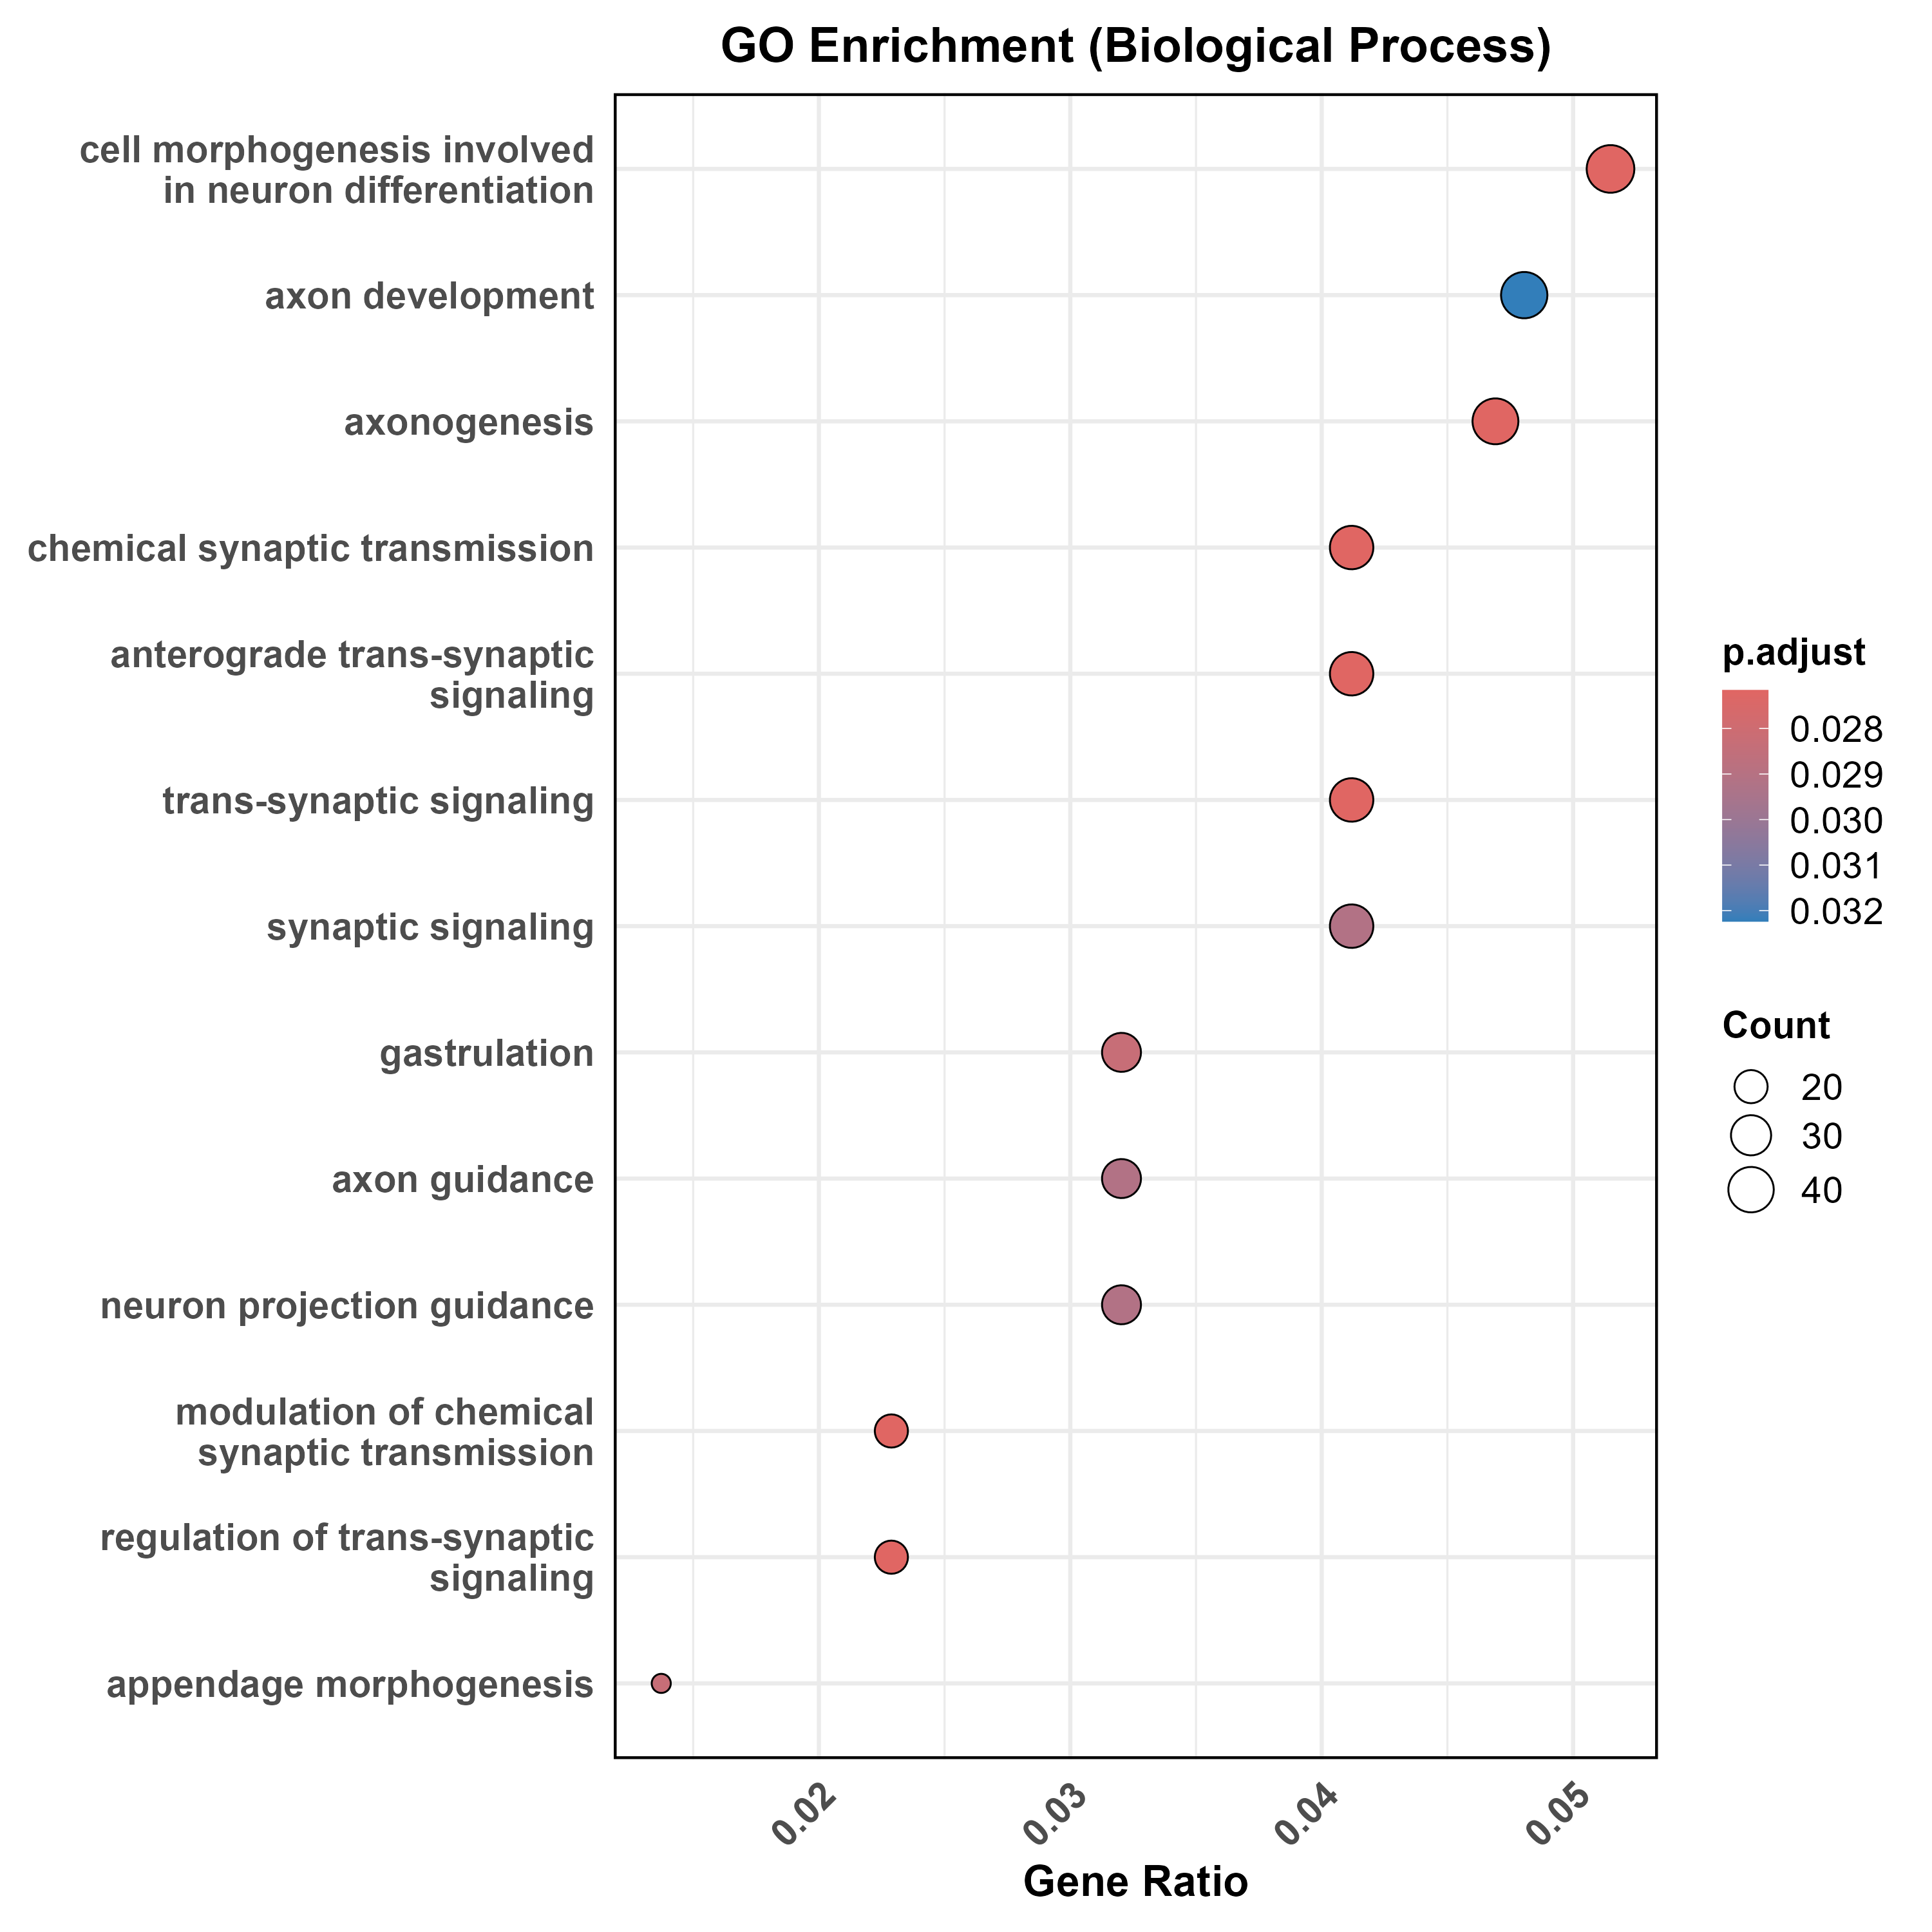 GO Enrichment (Biological Process)
cell morphogenesis involved
in neuron differentiation
axon development
axonogenesis
chemical synaptic transmission
anterograde trans-synaptic
signaling
trans-synaptic signaling
synaptic signaling
gastrulation
axon guidance
neuron projection guidance
modulation of chemical
synaptic transmission
regulation of trans-synaptic
signaling
appendage morphogenesis
0.02
0.03
0.04
0.05
Gene Ratio
p.adjust
0.028
0.029
0.030
0.031
0.032
Count
20
30
40